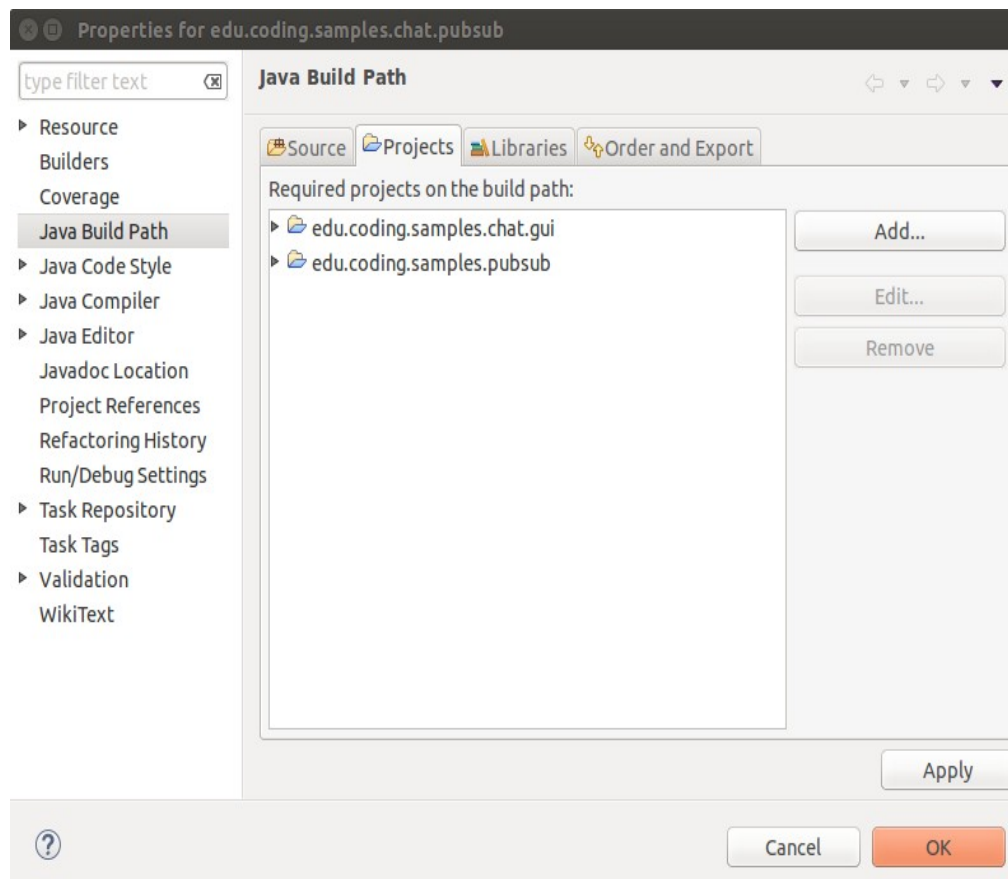 Properties for edu.coding.samples.chat.pubsub
type filter text
Resource
Builders
Coverage
Java Build Path
Java Code Style
Java Compiler
Java Editor
Javadoc Location
Project References
Refactoring History
Run/Debug Settings
Task Repository
Task Tags
Validation
WikiText
Java Build Path
Source Projects Libraries Order and Export
Required projects on the build path:
edu.coding.samples.chat.gui
edu.coding.samples.pubsub
Add...
Edit...
Remove
Apply
?
Cancel OK